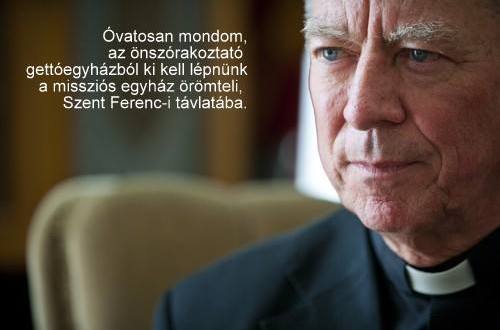 Óvatosan mondom,
az önszórakoztató
gettóegyházból ki kell lépnünk
a missziós egyház örömteli,
Szent Ferenc-i távlatába.